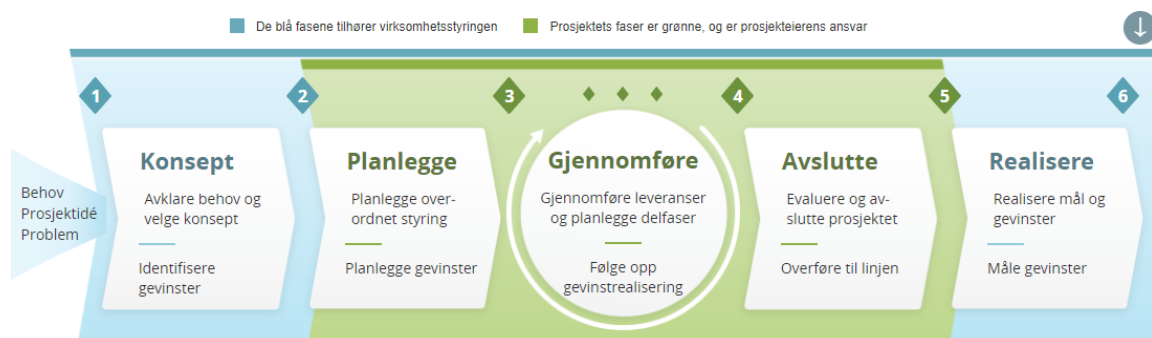 De blå fasene tilhører virksomhetsstyringen
Prosjektets faser er grønne, og er prosjekteierens ansvar
1
2
3
4
5
6
Behov
Prosjektidé
Problem
Konsept
Avklare behov og
velge konsept
Identifisere
gevinster
Planlegge
Planlegge over-
ordnet styring
Planlegge gevinster
Gjennomføre
Gjennomføre leveranser
og planlegge delfaser
Følge opp
gevinstrealisering
Avslutte
Evaluere og av-
slutte prosjektet
Overføre til linjen
Realisere
Realisere mål og
gevinster
Måle gevinster